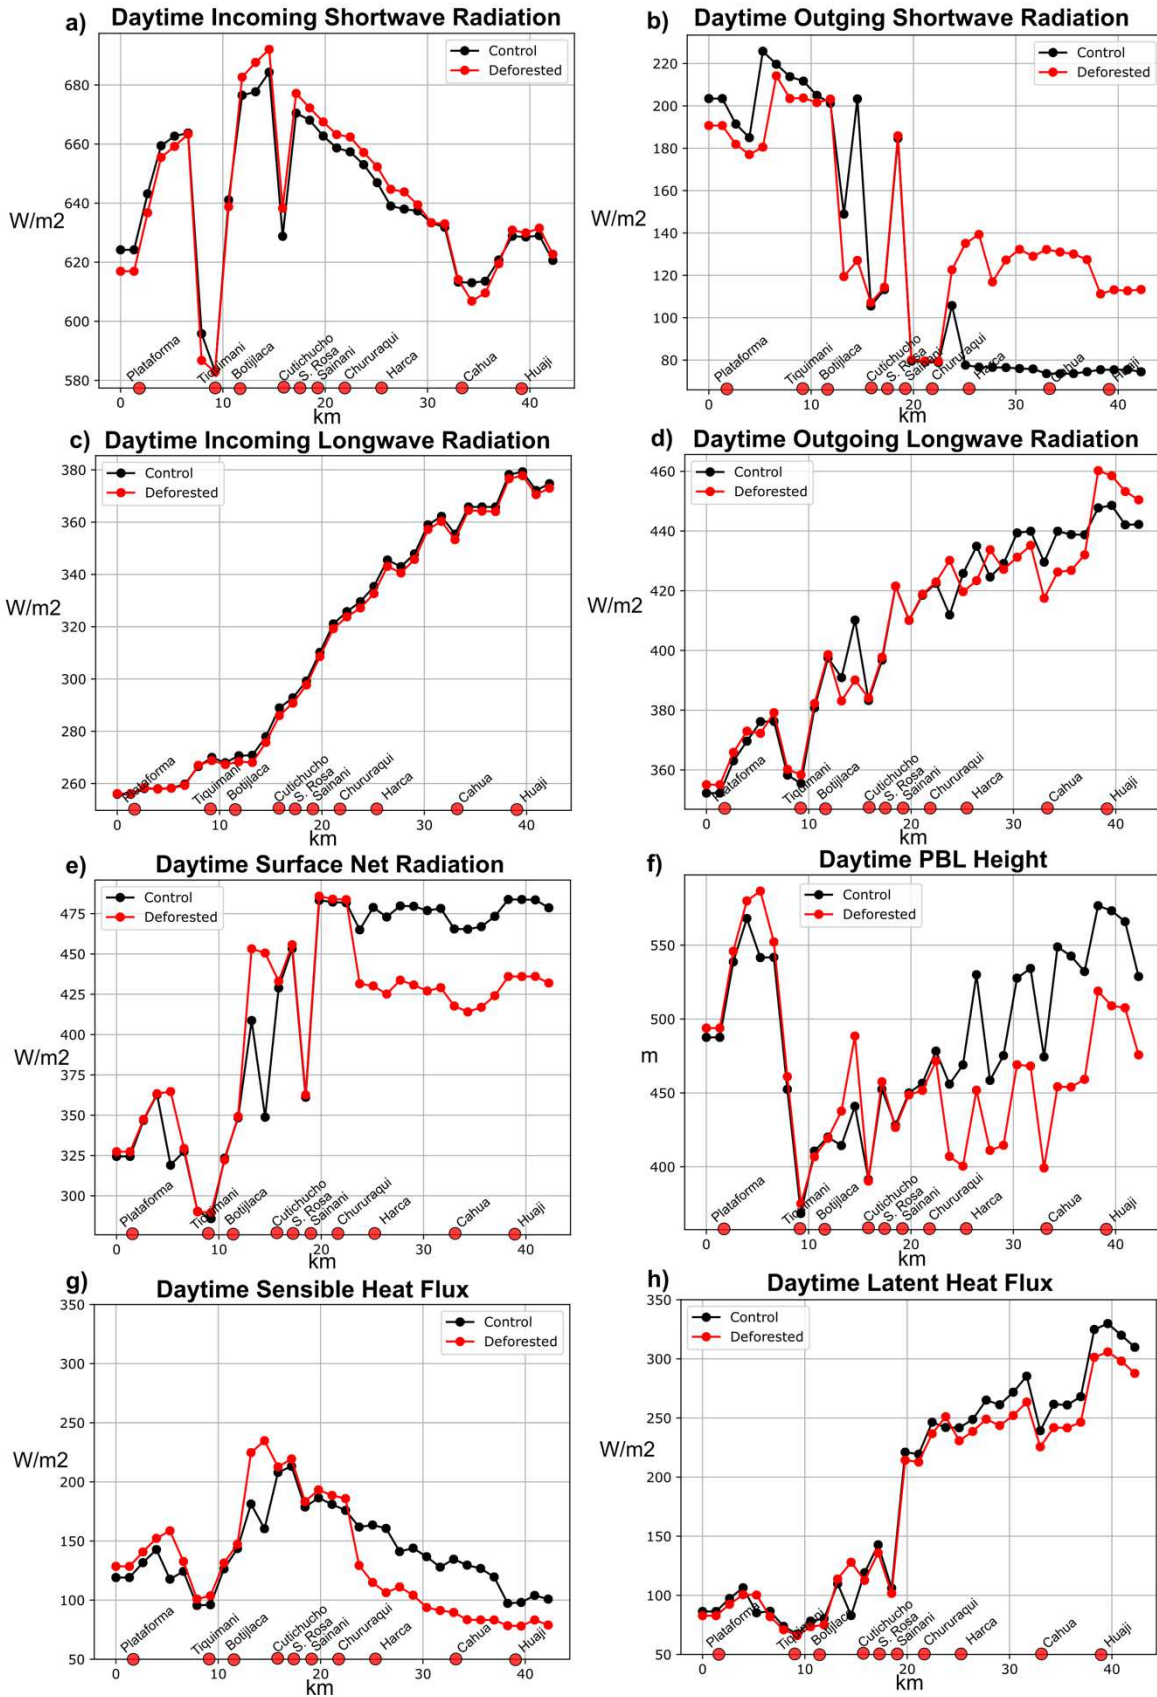 a) Daytime Incoming Shortwave Radiation
Control
Deforested
W/m2
680
660
640
620
600
580
Plataforma
Tiquimani
Botijlaca
Cutichucho
S. Rosa
Sainani
Chururaqui
Harca
Cahua
Huaji
0 10 20 30 40
km
b) Daytime Outging Shortwave Radiation
Control
Deforested
W/m2
220
200
180
160
140
120
100
80
Plataforma
Tiquimani
Botijlaca
Cutichucho
S. Rosa
Sainani
Chururaqui
Harca
Cahua
Huaji
0 10 20 30 40
km
c) Daytime Incoming Longwave Radiation
Control
Deforested
W/m2
380
360
340
320
300
280
260
Plataforma
Tiquimani
Botijlaca
Cutichucho
S. Rosa
Sainani
Chururaqui
Harca
Cahua
Huaji
0 10 20 30 40
km
d) Daytime Outgoing Longwave Radiation
Control
Deforested
W/m2
460
440
420
400
380
360
Plataforma
Tiquimani
Botijlaca
Cutichucho
S. Rosa
Sainani
Chururaqui
Harca
Cahua
Huaji
0 10 20 30 40
km
e) Daytime Surface Net Radiation
Control
Deforested
W/m2
475
450
425
400
375
350
325
300
Plataforma
Tiquimani
Botijlaca
Cutichucho
S. Rosa
Sainani
Chururaqui
Harca
Cahua
Huaji
0 10 20 30 40
km
f) Daytime PBL Height
Control
Deforested
m
550
500
450
400
Plataforma
Tiquimani
Botijlaca
Cutichucho
S. Rosa
Sainani
Chururaqui
Harca
Cahua
Huaji
0 10 20 30 40
km
g) Daytime Sensible Heat Flux
Control
Deforested
W/m2
350
300
250
200
150
100
50
Plataforma
Tiquimani
Botijlaca
Cutichucho
S. Rosa
Sainani
Chururaqui
Harca
Cahua
Huaji
0 10 20 30 40
km
h) Daytime Latent Heat Flux
Control
Deforested
W/m2
350
300
250
200
150
100
50
Plataforma
Tiquimani
Botijlaca
Cutichucho
S. Rosa
Sainani
Chururaqui
Harca
Cahua
Huaji
0 10 20 30 40
km